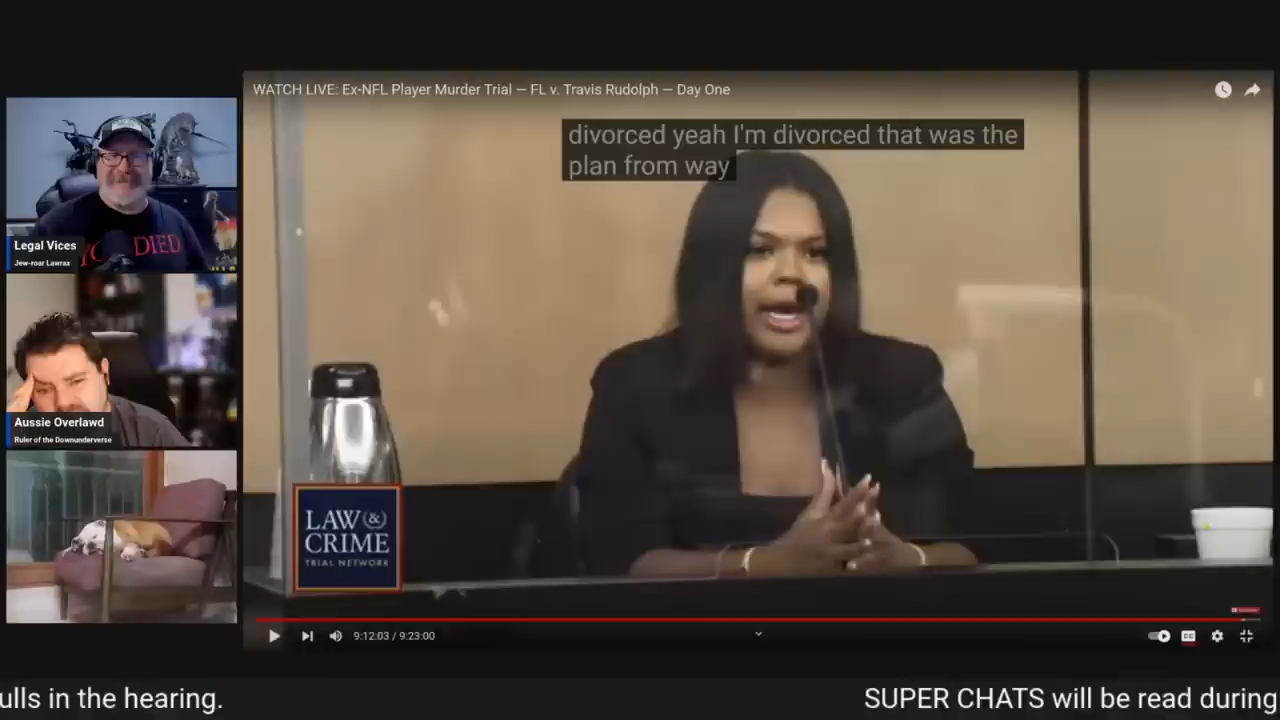 WATCH LIVE: Ex-NFL Player Murder Trial — FL v. Travis Rudolph — Day One
divorced yeah I'm divorced that was the
plan from way
DIED
Legal Vices
Jew-roar Lawrax
Aussie Overlawd
Ruler of the Downunderverse
LAW &
CRIME
TRIAL NETWORK
9:12:03 / 9:23:00
CC
ulls in the hearing.
SUPER CHATS will be read during